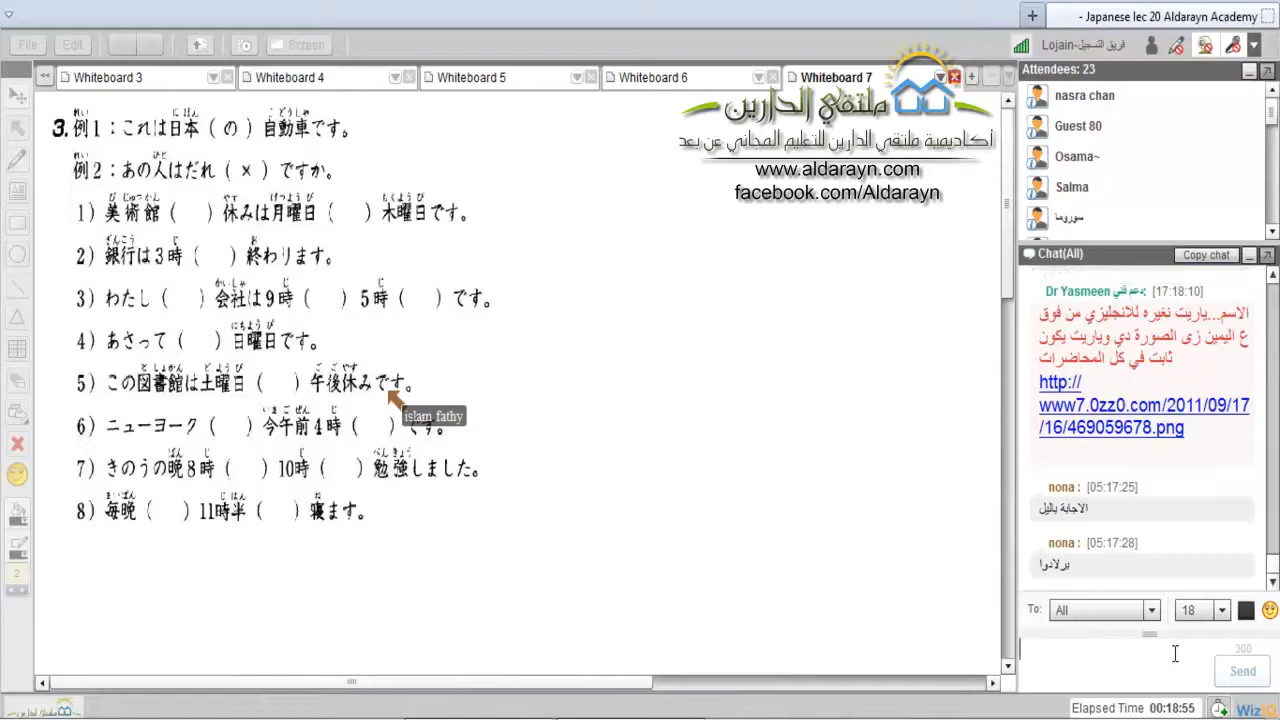 - Japanese lec 20 Aldarayn Academy
File Edit Screen
Lojain-فريق التسجيل
<< Whiteboard 3 Whiteboard 4 Whiteboard 5 Whiteboard 6 Whiteboard 7
ملتقي الدارين
أكاديمية ملتقي الدارين للتعليم المجاني عن بعد
www.aldarayn.com
facebook.com/Aldarayn
3. 例1：これは日本（の）自動車です。
例2：あの人はだれ（×）ですか。
1）美術館（　）休みは月曜日（　）木曜日です。
2）銀行は3時（　）終わります。
3）わたし（　）会社は9時（　）5時（　）です。
4）あさって（　）日曜日です。
5）この図書館は土曜日（　）午後休みです。
islam fathy
6）ニューヨーク（　）今午前4時（　）です。
7）きのうの晩8時（　）10時（　）勉強しました。
8）毎晩（　）11時半（　）寝ます。
Attendees: 23
nasra chan
Guest 80
Osama~
Salma
سوروما
Chat(All) Copy chat
Dr Yasmeen دعم فني: [17:18:10]
الاسم...ياريت نغيره للانجليزي من فوق
ع اليمين زى الصورة دي وياريت يكون
ثابت في كل المحاضرات
http://
www7.0zz0.com/2011/09/17
/16/469059678.png
nona : [05:17:25]
الاجابة باليل
nona : [05:17:28]
برلادوا
To: All 18
300
Send
Elapsed Time 00:18:55 WizIQ